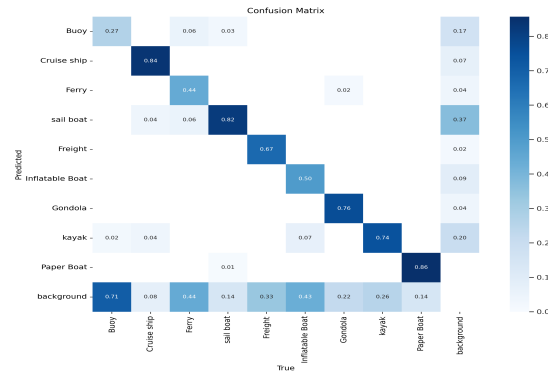 Confusion Matrix
Buoy 0.27 0.06 0.03 0.17
Cruise ship 0.84 0.07
Ferry 0.44 0.02 0.04
sail boat 0.04 0.06 0.82 0.37
Freight 0.67 0.02
Inflatable Boat 0.50 0.09
Gondola 0.76 0.04
kayak 0.02 0.04 0.07 0.74 0.20
Paper Boat 0.01 0.86
background 0.71 0.08 0.44 0.14 0.33 0.43 0.22 0.26 0.14
Buoy Cruise ship Ferry sail boat Freight Inflatable Boat Gondola kayak Paper Boat background
True
Predicted
0.8
0.7
0.6
0.5
0.4
0.3
0.2
0.1